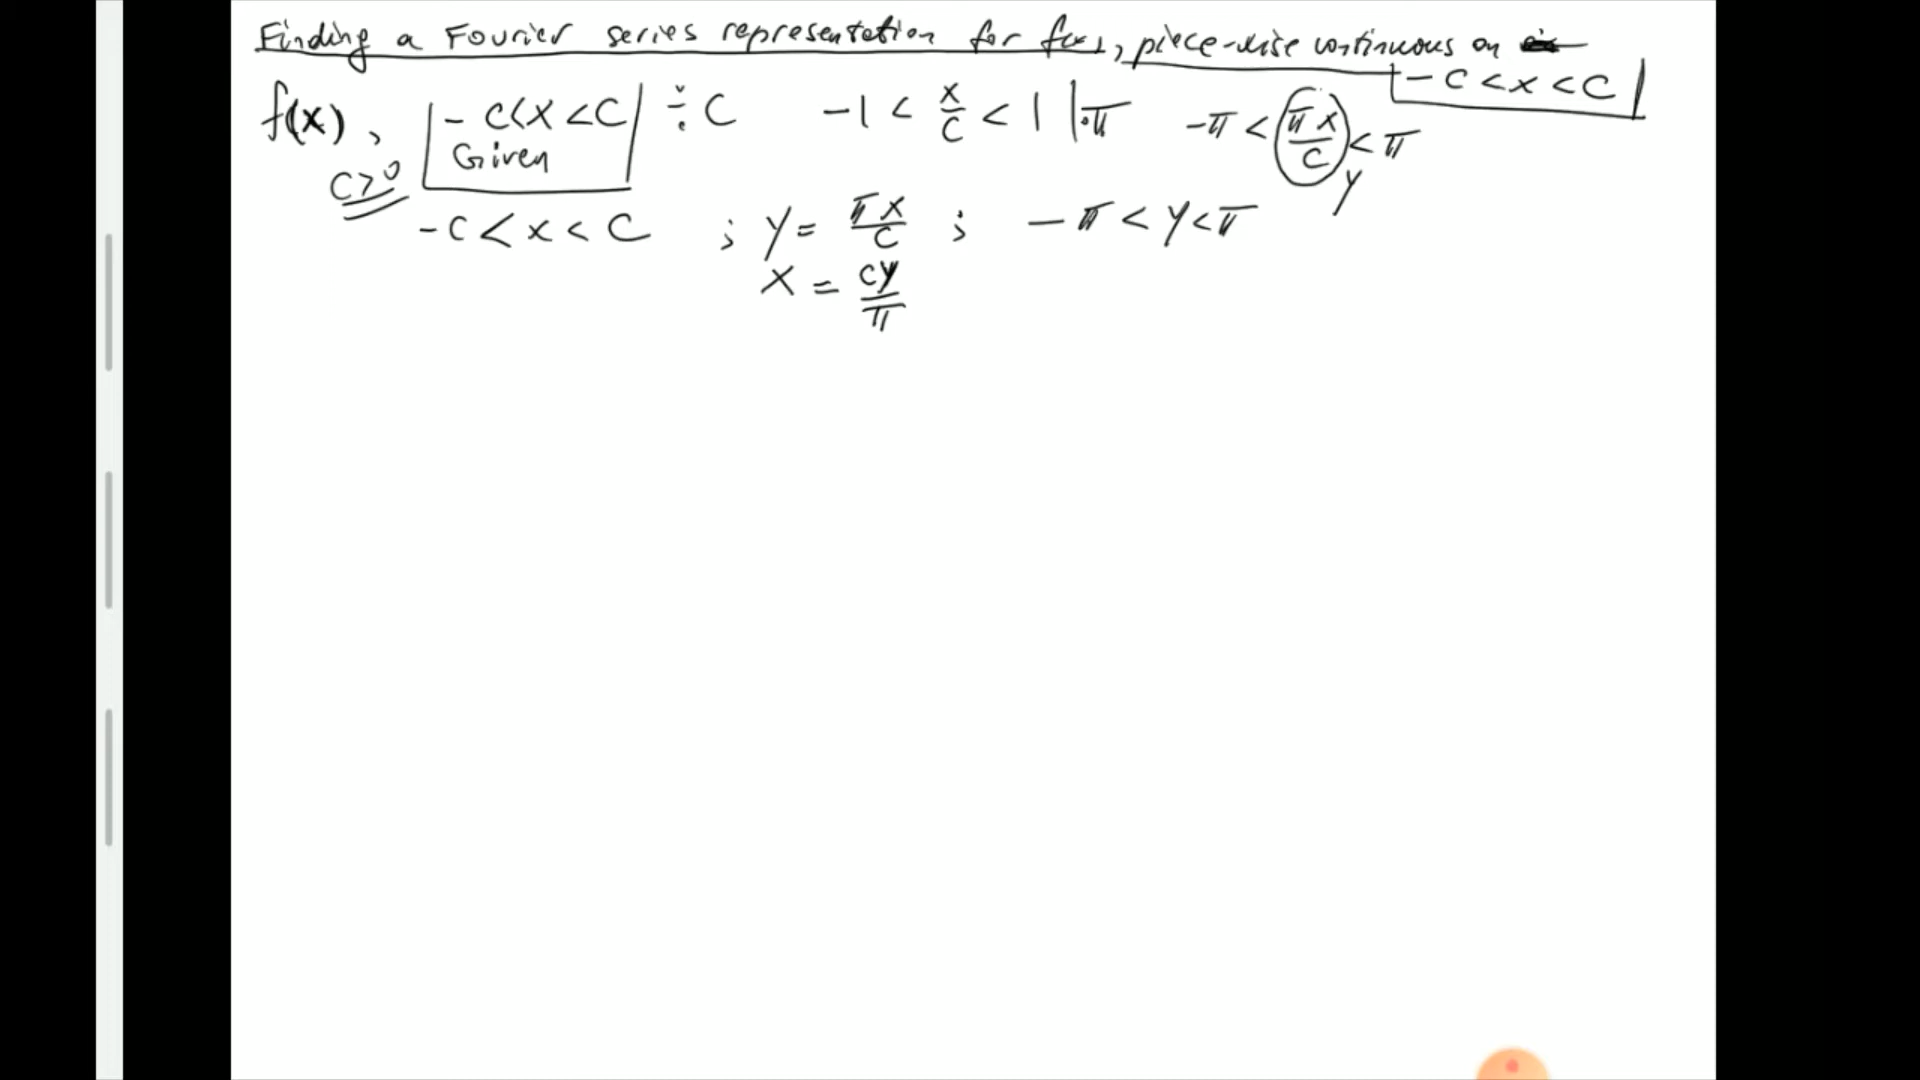 Finding a Fourier series representation for f(x), piece-wise continuous on
-c < x < c
f(x), -c < x < c ÷ C -1 < x/c < 1 | ·π -π < πx/c < π
Given
y
c > 0
-c < x < c ; y = πx/c ; -π < y < π
x = cy/π